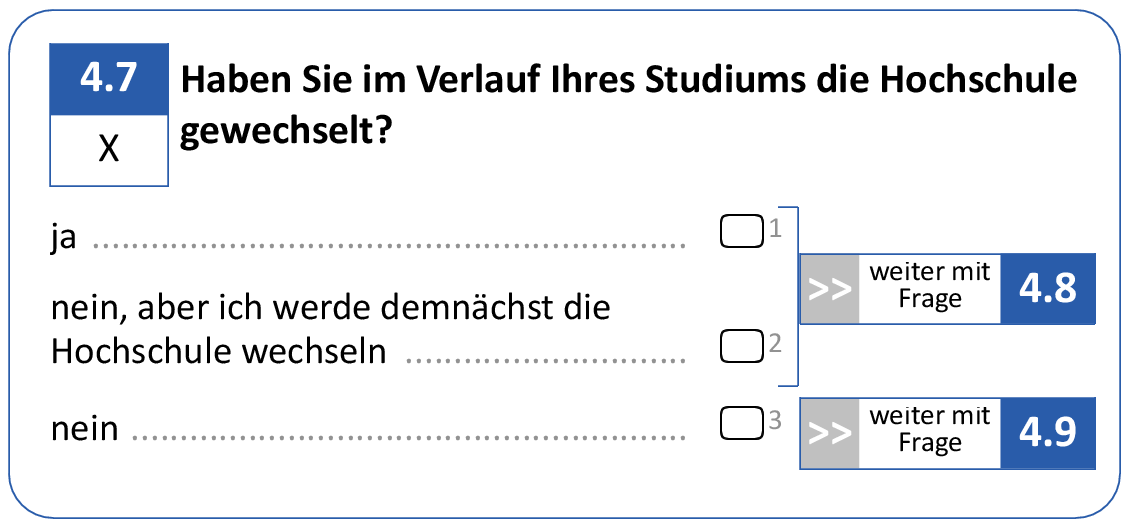 4.7
X
Haben Sie im Verlauf Ihres Studiums die Hochschule
gewechselt?
ja ............................................................. 1
nein, aber ich werde demnächst die
Hochschule wechseln ............................. 2
>> weiter mit
Frage 4.8
nein ......................................................... 3
>> weiter mit
Frage 4.9